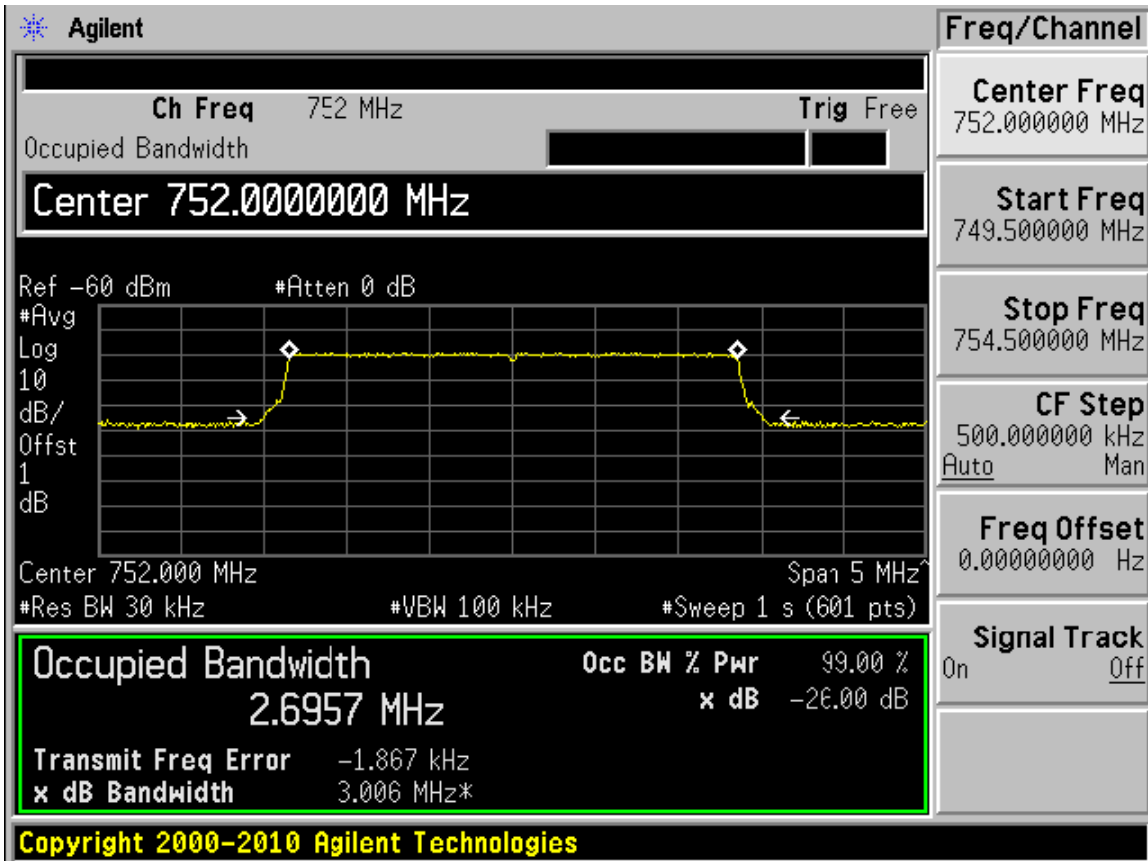 Agilent
Freq/Channel
Ch Freq 752 MHz
Trig Free
Occupied Bandwidth
Center 752.0000000 MHz
Ref -60 dBm #Atten 0 dB
#Avg
Log
10
dB/
Offst
1
dB
Center 752.000 MHz
Span 5 MHz^
#Res BW 30 kHz #VBW 100 kHz #Sweep 1 s (601 pts)
Occupied Bandwidth
2.6957 MHz
Occ BW % Pwr 99.00 %
x dB -26.00 dB
Transmit Freq Error -1.867 kHz
x dB Bandwidth 3.006 MHz*
Center Freq
752.000000 MHz
Start Freq
749.500000 MHz
Stop Freq
754.500000 MHz
CF Step
500.000000 kHz
Auto Man
Freq Offset
0.00000000 Hz
Signal Track
On Off
Copyright 2000-2010 Agilent Technologies